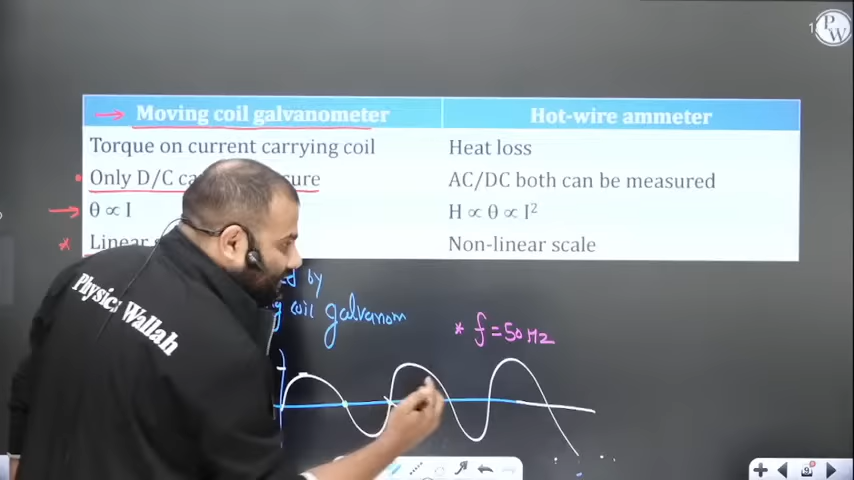 PW
Moving coil galvanometer
Hot-wire ammeter
Torque on current carrying coil
Heat loss
Only D/C
AC/DC both can be measured
θ ∝ I
H ∝ θ ∝ I²
Linear
Non-linear scale
by
coil galvanom
* f = 50 Hz
Physics Wallah
9